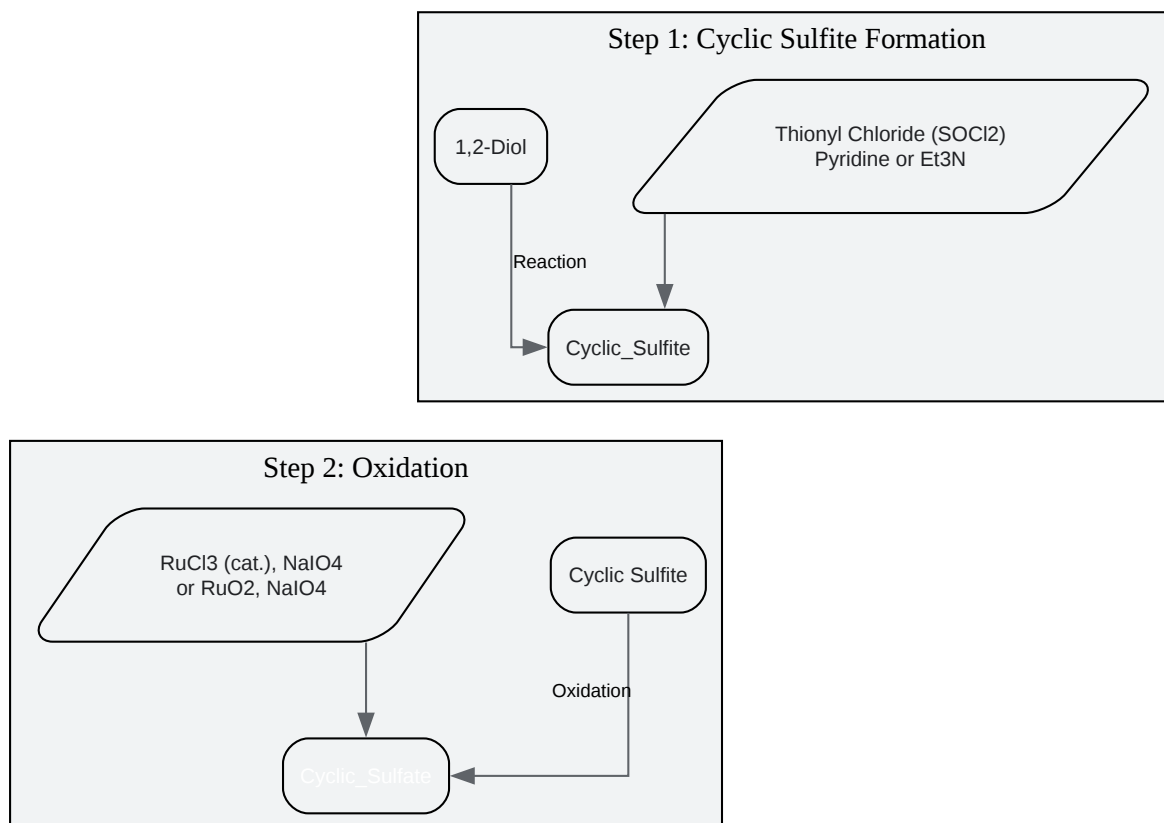 Step 1: Cyclic Sulfite Formation
1,2-Diol
Thionyl Chloride (SOCl2)
Pyridine or Et3N
Reaction
Cyclic_Sulfite
Step 2: Oxidation
RuCl3 (cat.), NaIO4
or RuO2, NaIO4
Cyclic Sulfite
Oxidation
Cyclic_Sulfate